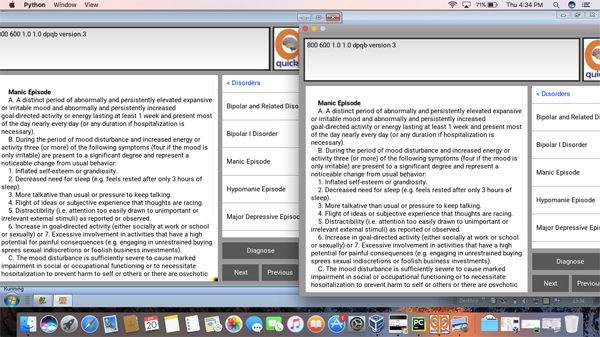 Python Window View
71% Thu 4:34 PM
800 600 1.0 1.0 dpqb version 3
quick
< Disorders
Manic Episode
A. A distinct period of abnormally and persistently elevated expansive
or irritable mood and abnormally and persistently increased
goal-directed activity or energy lasting at least 1 week and present most
of the day nearly every day (or any duration if hospitalization is
necessary).
B. During the period of mood disturbance and increased energy or
activity three (or more) of the following symptoms (four if the mood is
only irritable) are present to a significant degree and represent a
noticeable change from usual behavior:
1. Inflated self-esteem or grandiosity.
2. Decreased need for sleep (e.g. feels rested after only 3 hours of
sleep).
3. More talkative than usual or pressure to keep talking.
4. Flight of ideas or subjective experience that thoughts are racing.
5. Distractibility (i.e. attention too easily drawn to unimportant or
irrelevant external stimuli) as reported or observed.
6. Increase in goal-directed activity (either socially at work or school
or sexually) or 7. Excessive involvement in activities that have a high
potential for painful consequences (e.g. engaging in unrestrained buying
sprees sexual indiscretions or foolish business investments).
C. The mood disturbance is sufficiently severe to cause marked
impairment in social or occupational functioning or to necessitate
hospitalization to prevent harm to self or others or there are psychotic
Bipolar and Related Diso
Bipolar I Disorder
Manic Episode
Hypomanie Episode
Major Depressive Episo
Diagnose
Next Previous
Running
800 600 1.0 1.0 dpqb version 3
quic
< Disorders
Manic Episode
A. A distinct period of abnormally and persistently elevated expansive
or irritable mood and abnormally and persistently increased
goal-directed activity or energy lasting at least 1 week and present most
of the day nearly every day (or any duration if hospitalization is
necessary).
B. During the period of mood disturbance and increased energy or
activity three (or more) of the following symptoms (four if the mood is
only irritable) are present to a significant degree and represent a
noticeable change from usual behavior:
1. Inflated self-esteem or grandiosity.
2. Decreased need for sleep (e.g. feels rested after only 3 hours of
sleep).
3. More talkative than usual or pressure to keep talking.
4. Flight of ideas or subjective experience that thoughts are racing.
5. Distractibility (i.e. attention too easily drawn to unimportant or
irrelevant external stimuli) as reported or observed.
6. Increase in goal-directed activity (either socially at work or school
or sexually) or 7. Excessive involvement in activities that have a high
potential for painful consequences (e.g. engaging in unrestrained buying
sprees sexual indiscretions or foolish business investments).
C. The mood disturbance is sufficiently severe to cause marked
impairment in social or occupational functioning or to necessitate
hospitalization to prevent harm to self or others or there are psychotic
Bipolar and Related D
Bipolar I Disorder
Manic Episode
Hypomanie Episode
Major Depressive Epi
Diagnose
Next Previous
Desktop
20
PC